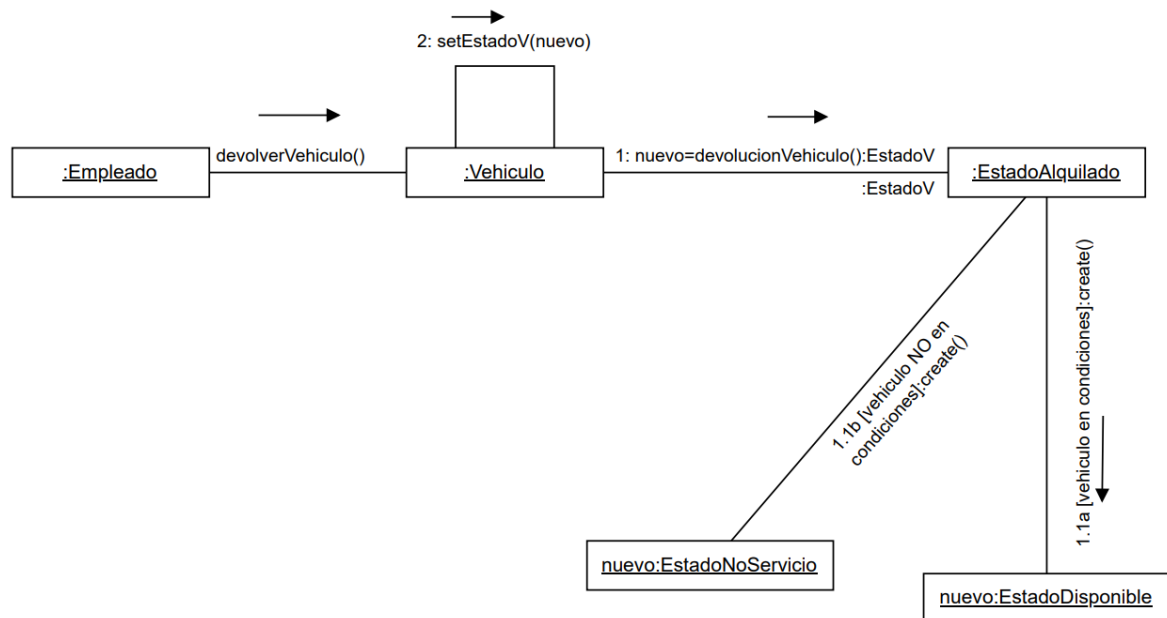 2: setEstadoV(nuevo)
devolverVehiculo()
1: nuevo=devolucionVehiculo():EstadoV
:Empleado
:Vehiculo
:EstadoAlquilado
:EstadoV
1.1b [vehiculo NO en
condiciones]:create()
1.1a [vehiculo en condiciones]:create()
nuevo:EstadoNoServicio
nuevo:EstadoDisponible